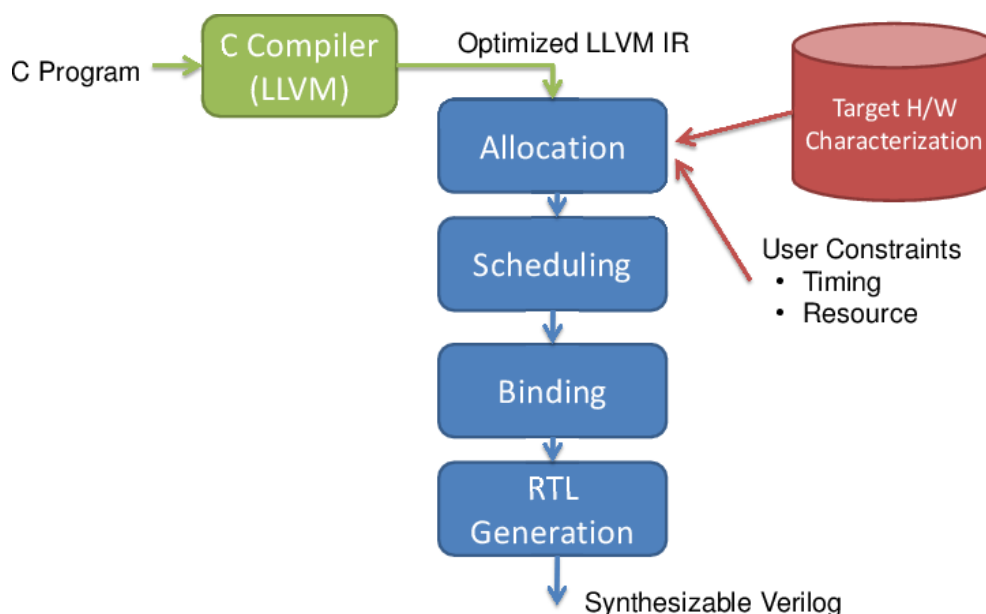 C Program
C Compiler
(LLVM)
Optimized LLVM IR
Target H/W
Characterization
Allocation
Scheduling
User Constraints
• Timing
• Resource
Binding
RTL
Generation
Synthesizable Verilog